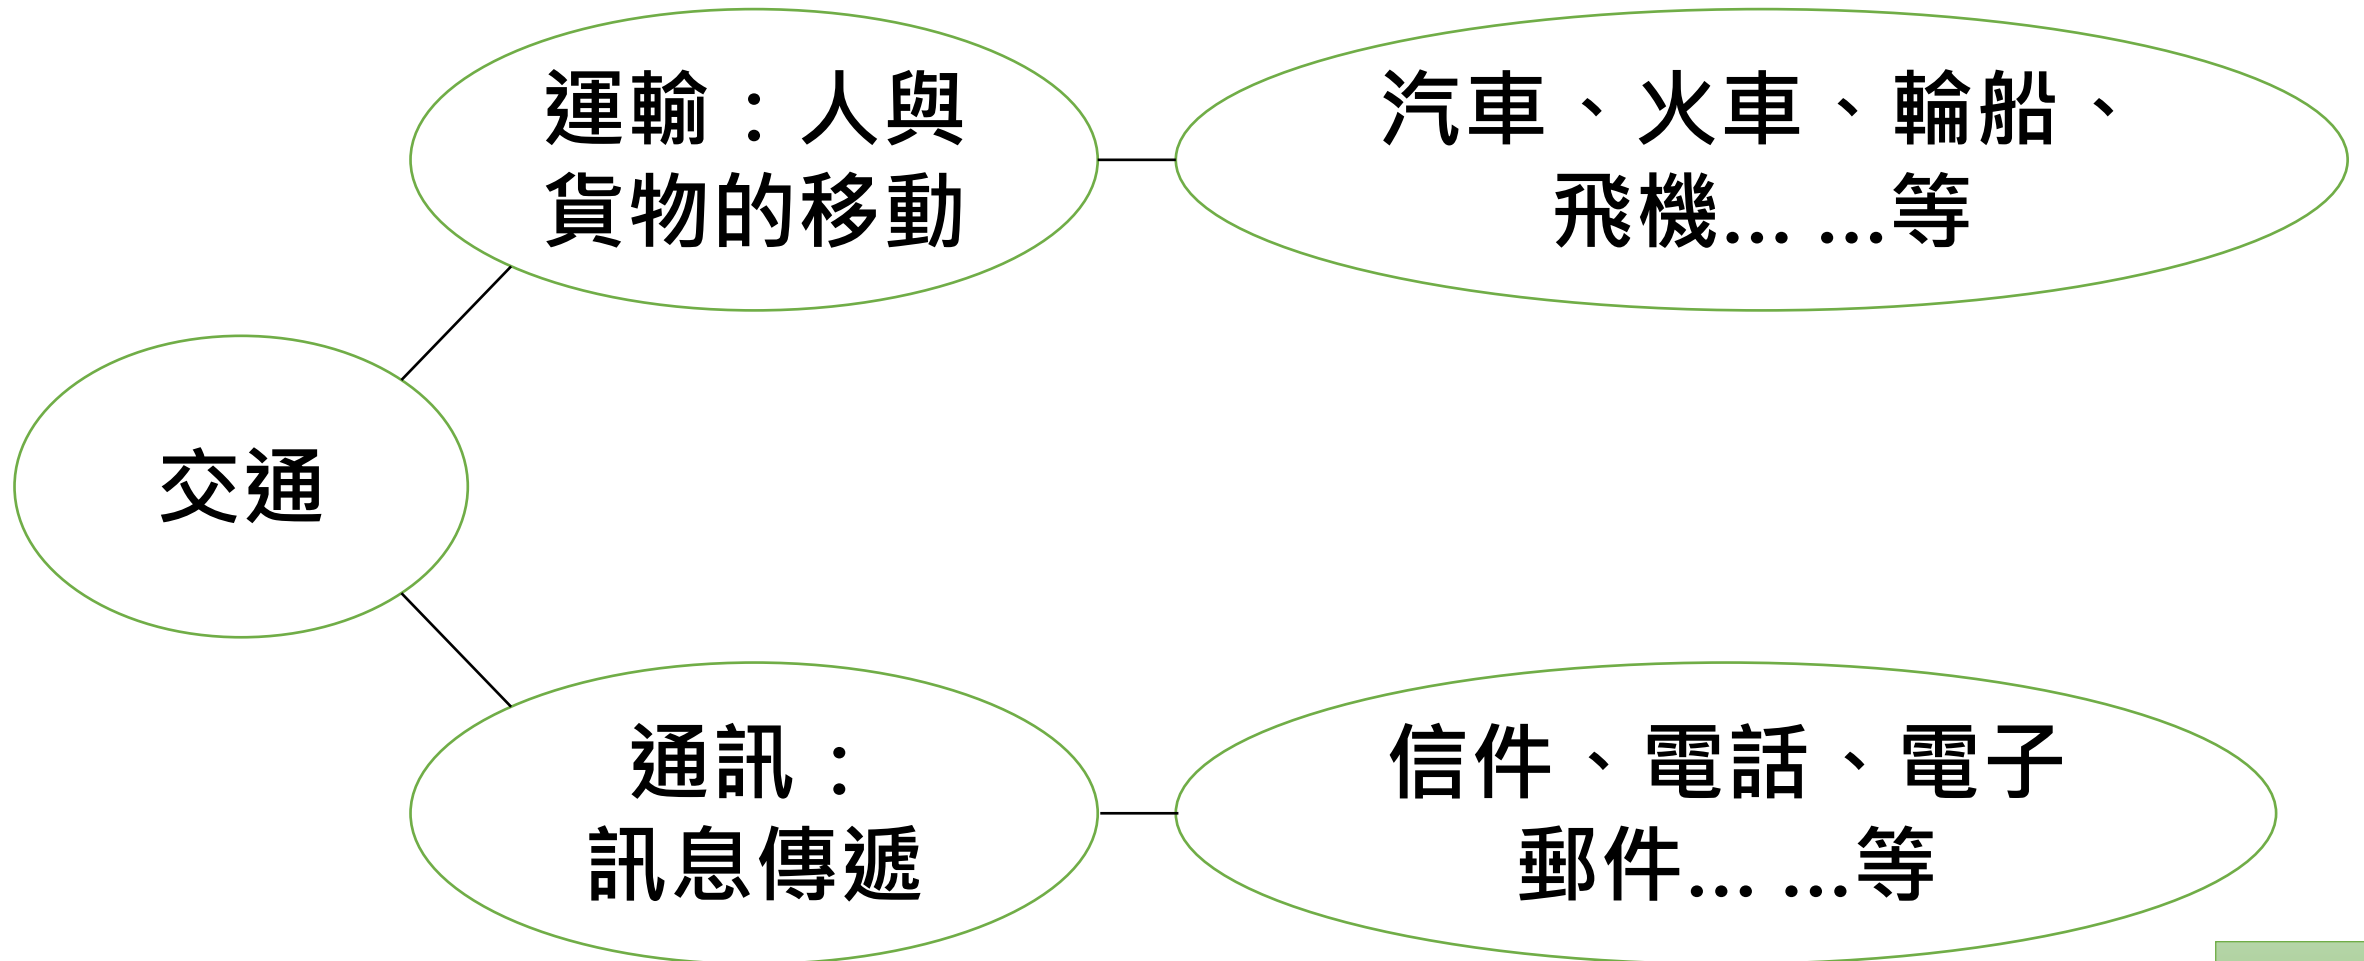 運輸：人與
貨物的移動
汽車、火車、輪船、
飛機... ...等
交通
通訊：
訊息傳遞
信件、電話、電子
郵件... ...等